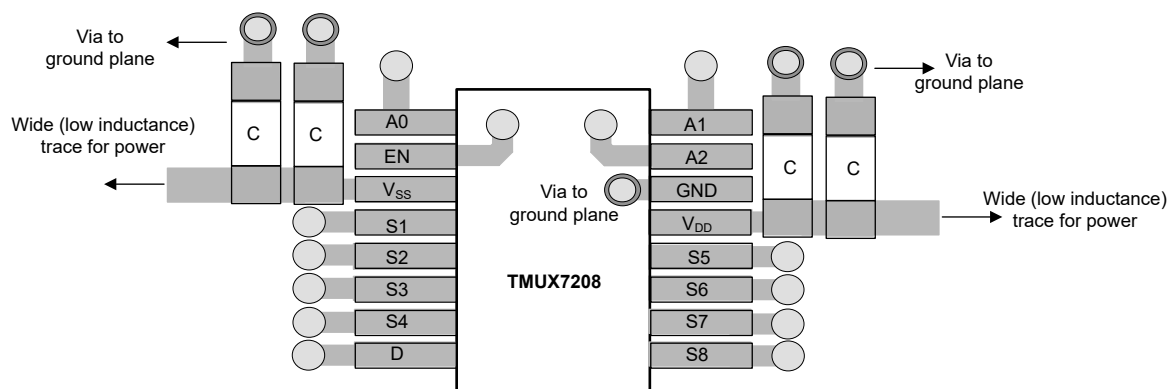 Via to
ground plane
Wide (low inductance)
trace for power
C
C
A0
EN
VSS
S1
S2
S3
S4
D
Via to
ground plane
TMUX7208
A1
A2
GND
VDD
S5
S6
S7
S8
C
C
Via to
ground plane
Wide (low inductance)
trace for power